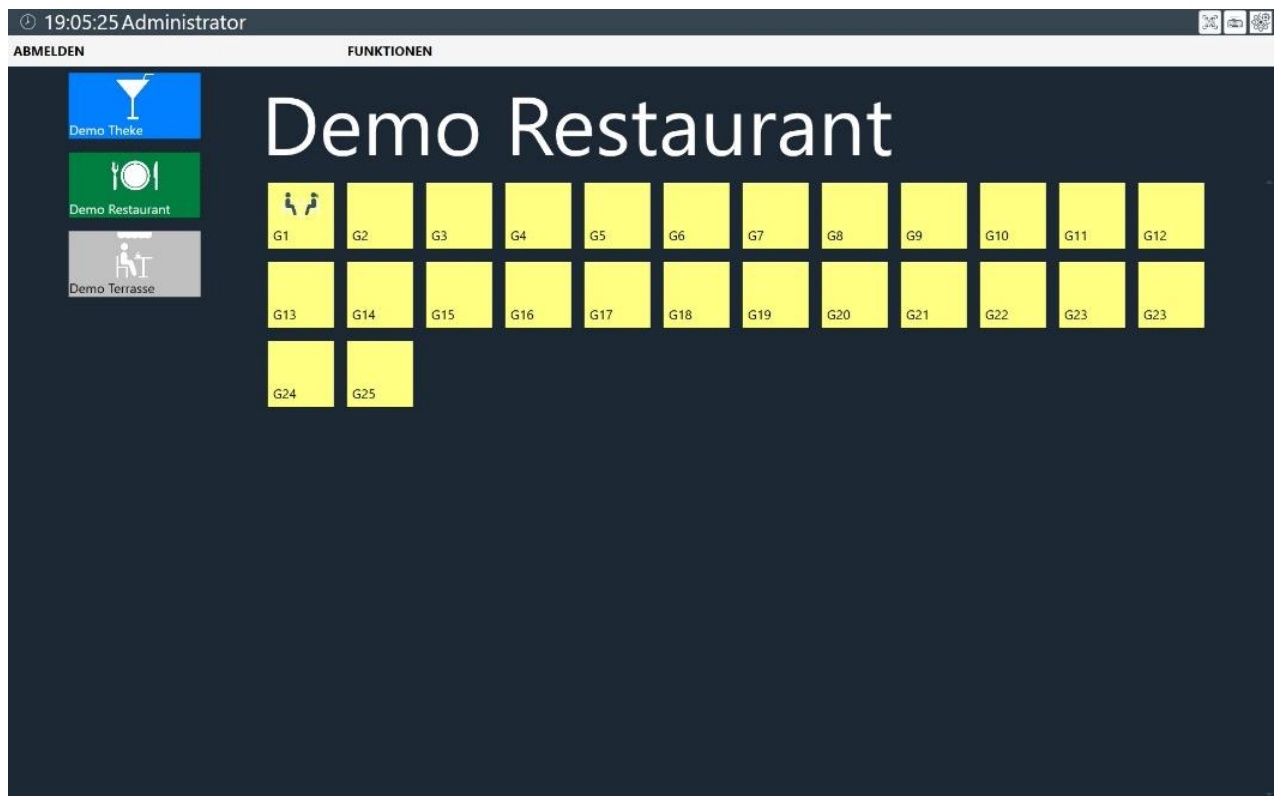 19:05:25 Administrator
ABMELDEN FUNKTIONEN
Demo Theke
Demo Restaurant
Demo Terrasse
Demo Restaurant
G1 G2 G3 G4 G5 G6 G7 G8 G9 G10 G11 G12
G13 G14 G15 G16 G17 G18 G19 G20 G21 G22 G23 G23
G24 G25